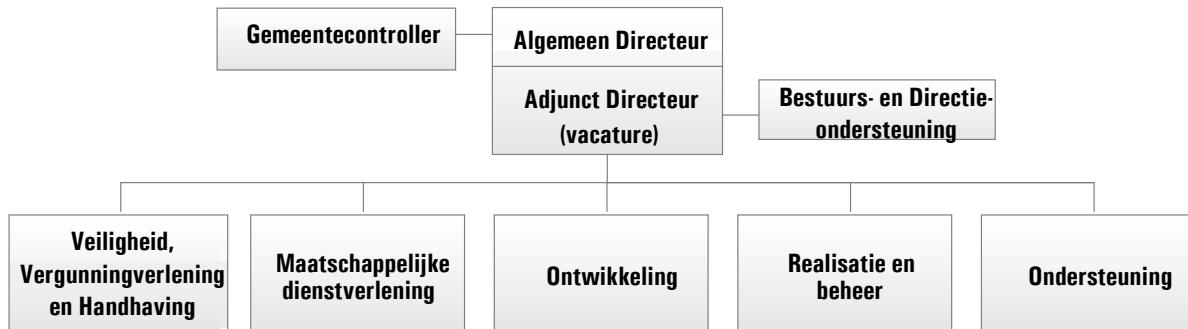 Gemeentecontroller
Algemeen Directeur
Adjunct Directeur
(vacature)
Bestuurs- en Directie-
ondersteuning
Veiligheid,
Vergunningverlening
en Handhaving
Maatschappelijke
dienstverlening
Ontwikkeling
Realisatie en
beheer
Ondersteuning